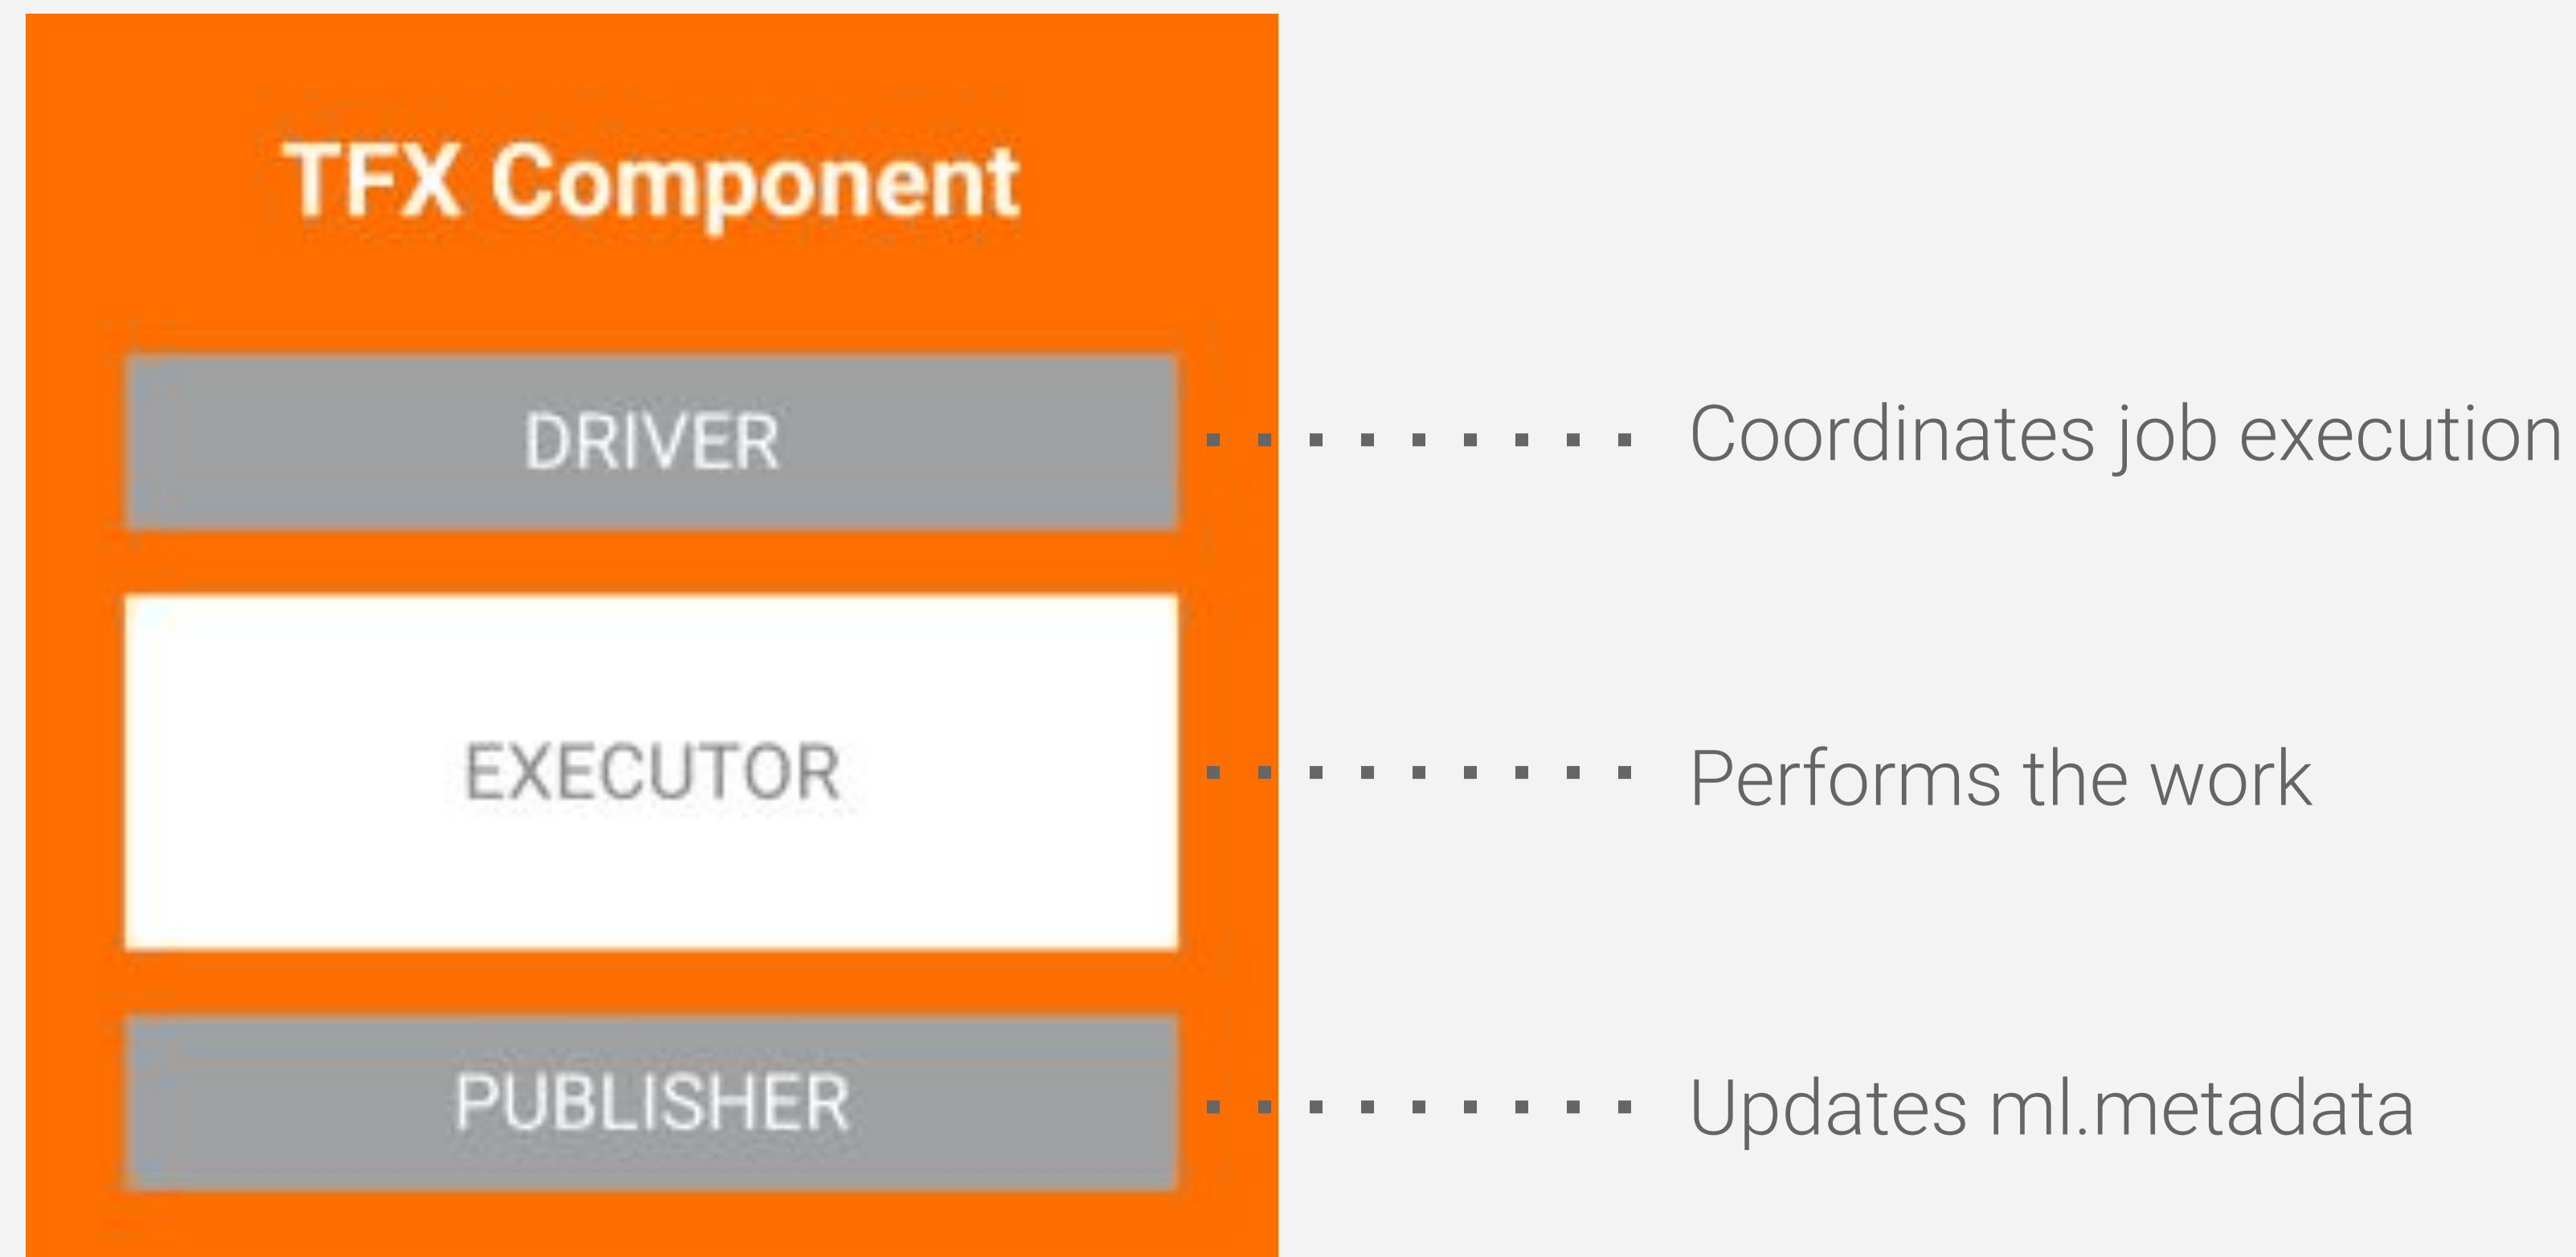 TFX Component
DRIVER
Coordinates job execution
EXECUTOR
Performs the work
PUBLISHER
Updates ml.metadata